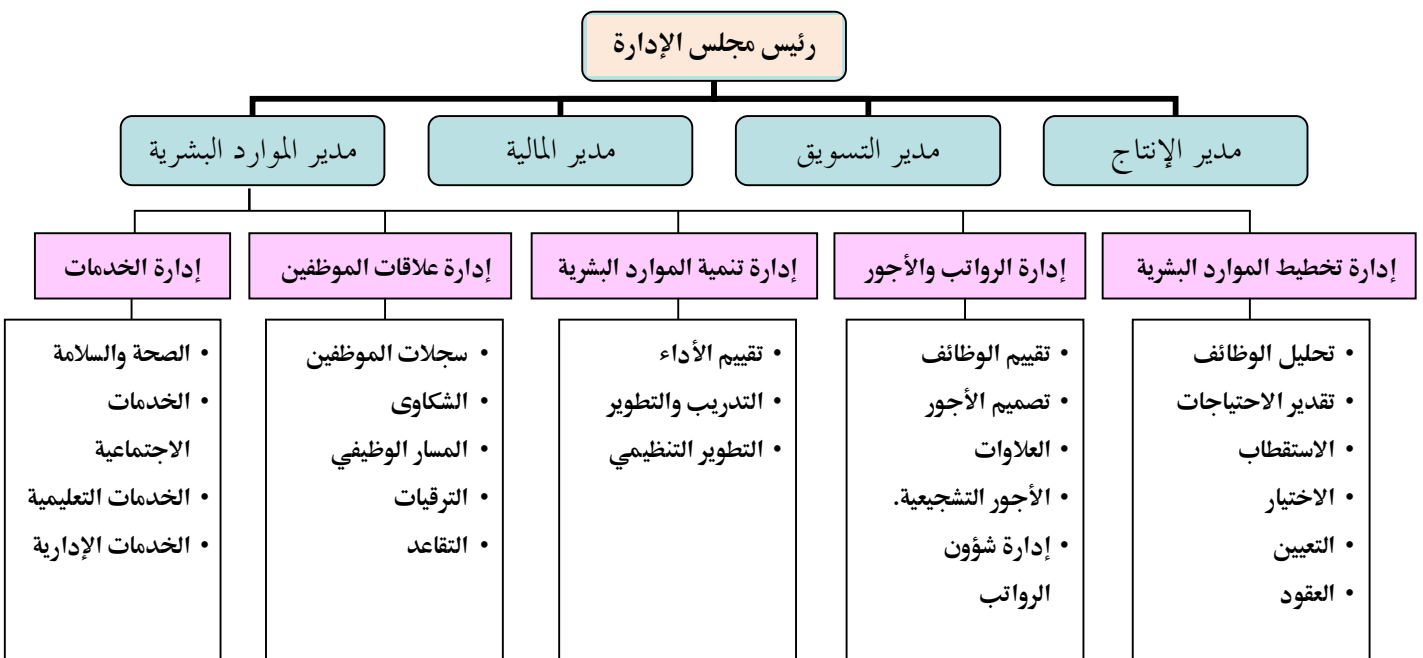 رئيس مجلس الإدارة
مدير الإنتاج
مدير التسويق
مدير المالية
مدير الموارد البشرية
إدارة تخطيط الموارد البشرية
إدارة الرواتب والأجور
إدارة تنمية الموارد البشرية
إدارة علاقات الموظفين
إدارة الخدمات
• تحليل الوظائف
• تقدير الاحتياجات
• الاستقطاب
• الاختيار
• التعيين
• العقود
• تقييم الوظائف
• تصميم الأجور
• العلاوات
• الأجور التشجيعية.
• إدارة شؤون
الرواتب
• تقييم الأداء
• التدريب والتطوير
• التطوير التنظيمي
• سجلات الموظفين
• الشكاوى
• المسار الوظيفي
• الترقيات
• التقاعد
• الصحة والسلامة
• الخدمات
الاجتماعية
• الخدمات التعليمية
• الخدمات الإدارية